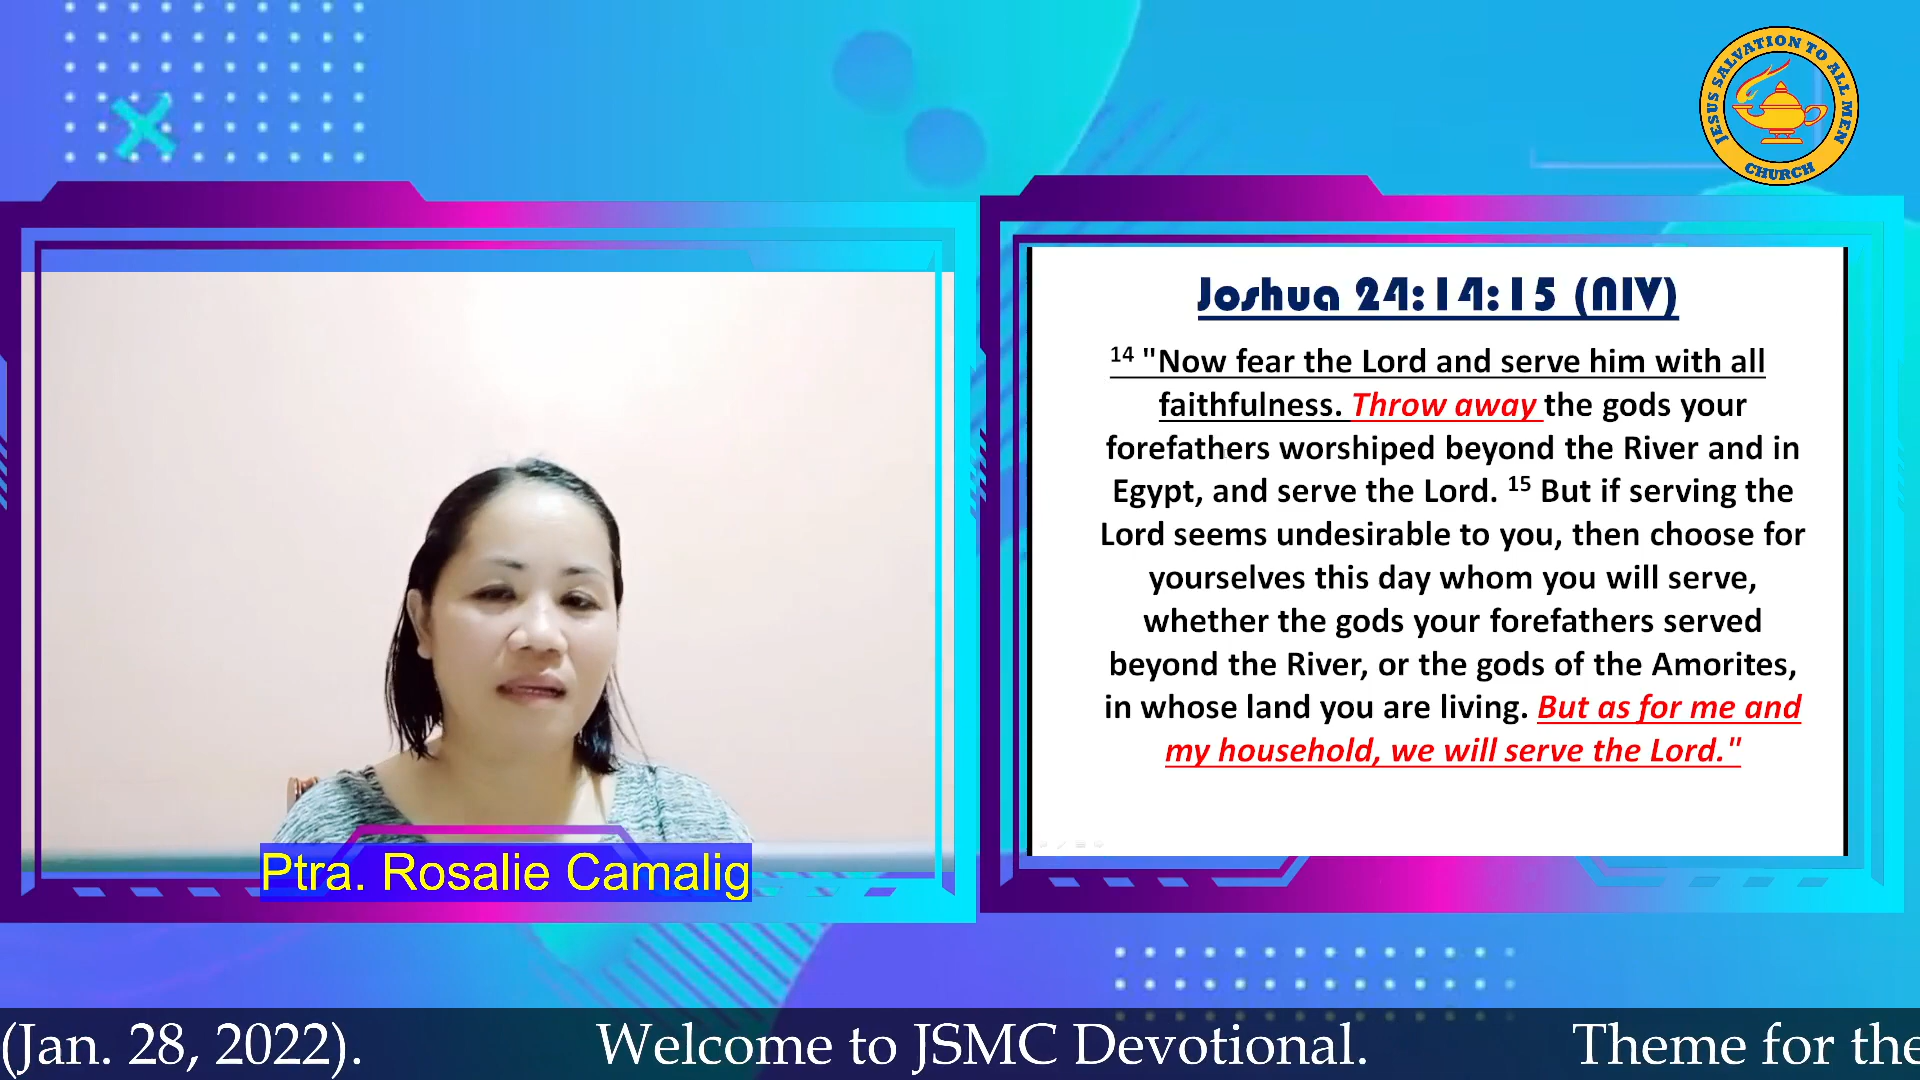 JESUS SALVATION TO ALL MEN
CHURCH
Joshua 24:14:15 (NIV)
14 "Now fear the Lord and serve him with all
faithfulness. Throw away the gods your
forefathers worshiped beyond the River and in
Egypt, and serve the Lord. 15 But if serving the
Lord seems undesirable to you, then choose for
yourselves this day whom you will serve,
whether the gods your forefathers served
beyond the River, or the gods of the Amorites,
in whose land you are living. But as for me and
my household, we will serve the Lord."
Ptra. Rosalie Camalig
(Jan. 28, 2022). Welcome to JSMC Devotional. Theme for the